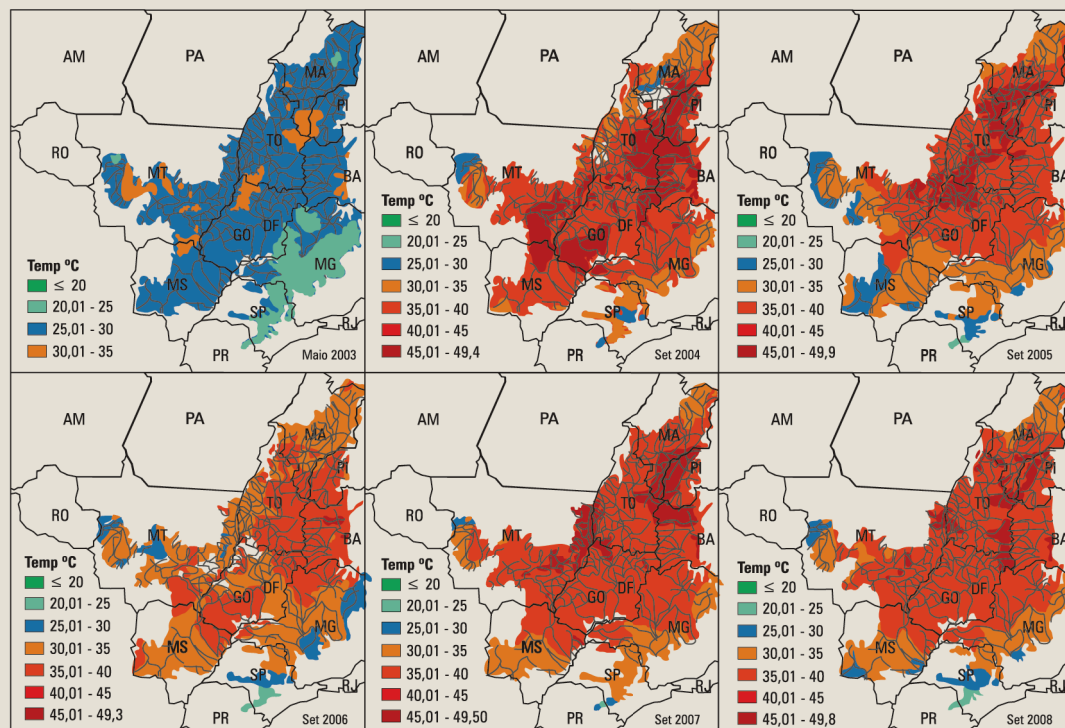 AM
PA
MA
PI
TO
RO
MT
BA
DF
GO
MG
MS
SP
RJ
PR
Temp ºC
≤ 20
20,01 - 25
25,01 - 30
30,01 - 35
Maio 2003
AM
PA
MA
PI
TO
RO
MT
BA
DF
GO
MG
MS
SP
RJ
PR
Temp ºC
≤ 20
20,01 - 25
25,01 - 30
30,01 - 35
35,01 - 40
40,01 - 45
45,01 - 49,4
Set 2004
AM
PA
MA
PI
TO
RO
MT
BA
DF
GO
MG
MS
SP
RJ
PR
Temp ºC
≤ 20
20,01 - 25
25,01 - 30
30,01 - 35
35,01 - 40
40,01 - 45
45,01 - 49,9
Set 2005
AM
PA
MA
PI
TO
RO
MT
BA
DF
GO
MG
MS
SP
RJ
PR
Temp ºC
≤ 20
20,01 - 25
25,01 - 30
30,01 - 35
35,01 - 40
40,01 - 45
45,01 - 49,3
Set 2006
AM
PA
MA
PI
TO
RO
MT
BA
DF
GO
MG
MS
SP
RJ
PR
Temp ºC
≤ 20
20,01 - 25
25,01 - 30
30,01 - 35
35,01 - 40
40,01 - 45
45,01 - 49,50
Set 2007
AM
PA
MA
PI
TO
RO
MT
BA
DF
GO
MG
MS
SP
RJ
PR
Temp ºC
≤ 20
20,01 - 25
25,01 - 30
30,01 - 35
35,01 - 40
40,01 - 45
45,01 - 49,8
Set 2008